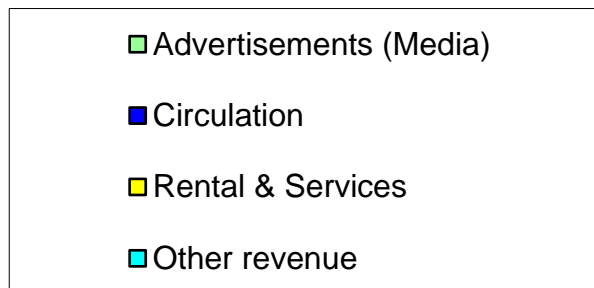 Advertisements (Media)
Circulation
Rental & Services
Other revenue